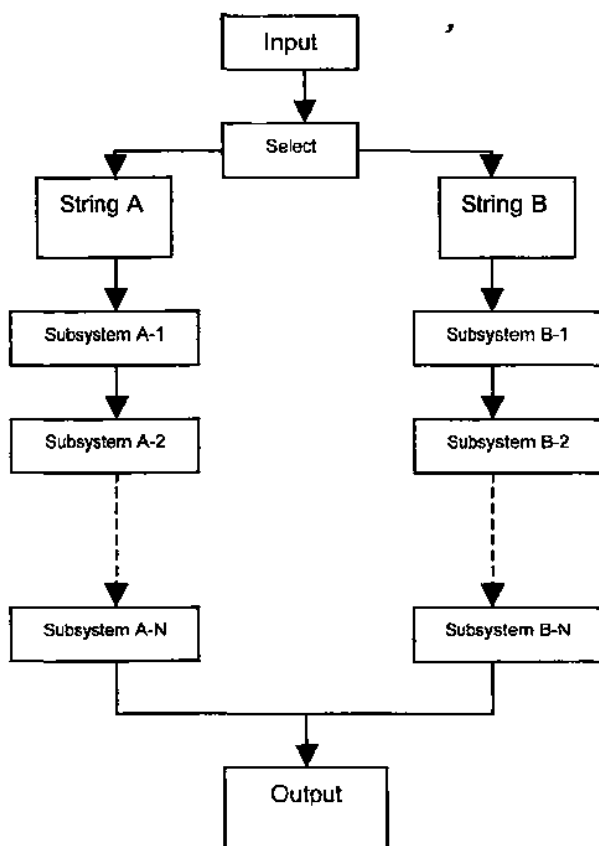 Input
Select
String A
String B
Subsystem A-1
Subsystem B-1
Subsystem A-2
Subsystem B-2
Subsystem A-N
Subsystem B-N
Output